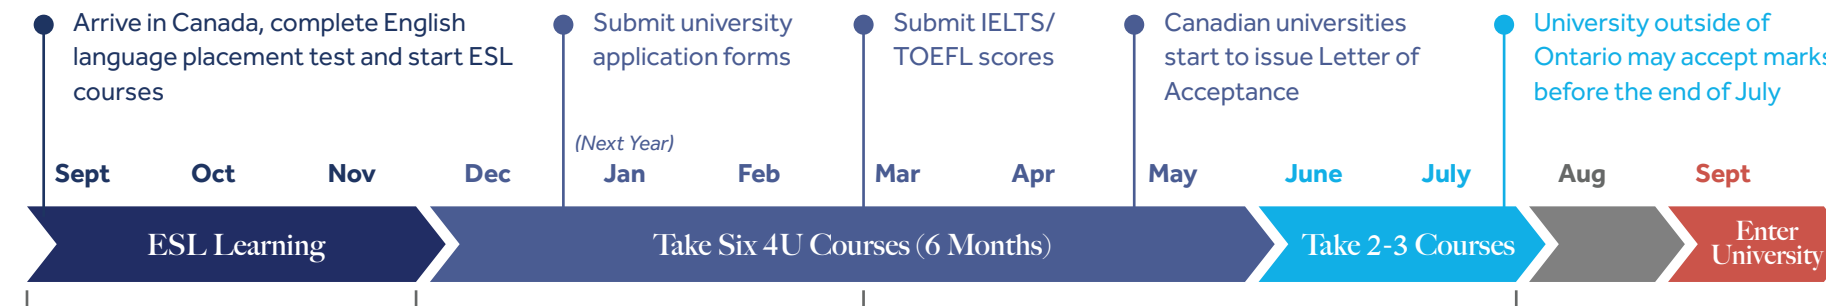 Arrive in Canada, complete English
language placement test and start ESL
courses
Submit university
application forms
Submit IELTS/
TOEFL scores
Canadian universities
start to issue Letter of
Acceptance
University outside of
Ontario may accept marks
before the end of July
(Next Year)
Sept Oct Nov Dec Jan Feb Mar Apr May June July Aug Sept
ESL Learning
Take Six 4U Courses (6 Months)
Take 2-3 Courses
Enter
University